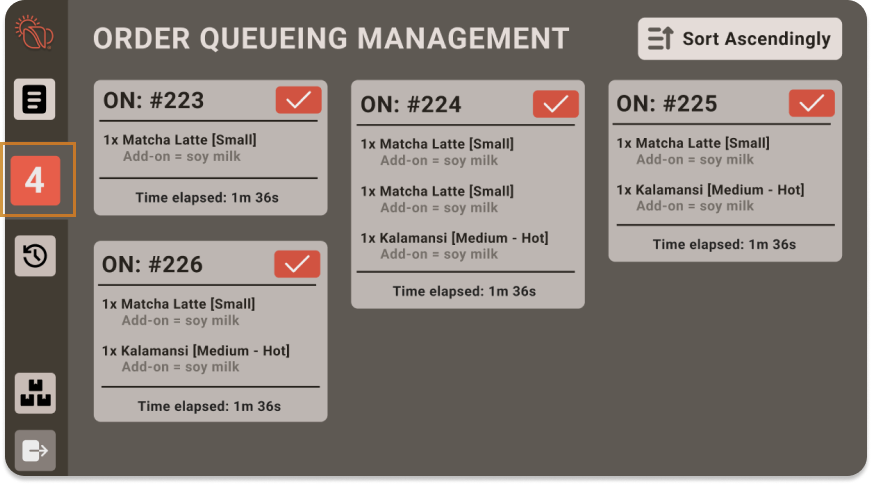 ORDER QUEUEING MANAGEMENT
Sort Ascendingly
4
ON: #223
1x Matcha Latte [Small]
Add-on = soy milk
Time elapsed: 1m 36s
ON: #224
1x Matcha Latte [Small]
Add-on = soy milk
1x Matcha Latte [Small]
Add-on = soy milk
1x Kalamansi [Medium - Hot]
Add-on = soy milk
Time elapsed: 1m 36s
ON: #225
1x Matcha Latte [Small]
Add-on = soy milk
1x Kalamansi [Medium - Hot]
Add-on = soy milk
Time elapsed: 1m 36s
ON: #226
1x Matcha Latte [Small]
Add-on = soy milk
1x Kalamansi [Medium - Hot]
Add-on = soy milk
Time elapsed: 1m 36s